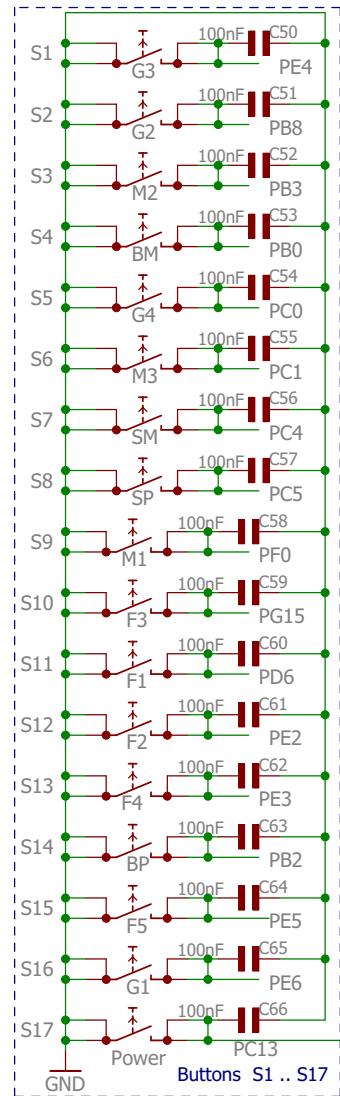 C50
S1 100nF
G3 PE4
C51
S2 100nF
G2 PB8
C52
S3 100nF
M2 PB3
C53
S4 100nF
BM PB0
C54
S5 100nF
G4 PC0
C55
S6 100nF
M3 PC1
C56
S7 100nF
SM PC4
C57
S8 100nF
SP PC5
C58
S9 100nF
M1 PF0
C59
S10 100nF
F3 PG15
C60
S11 100nF
F1 PD6
C61
S12 100nF
F2 PE2
C62
S13 100nF
F4 PE3
C63
S14 100nF
BP PB2
C64
S15 100nF
F5 PE5
C65
S16 100nF
G1 PE6
C66
S17 100nF
Power PC13
GND Buttons S1 .. S17